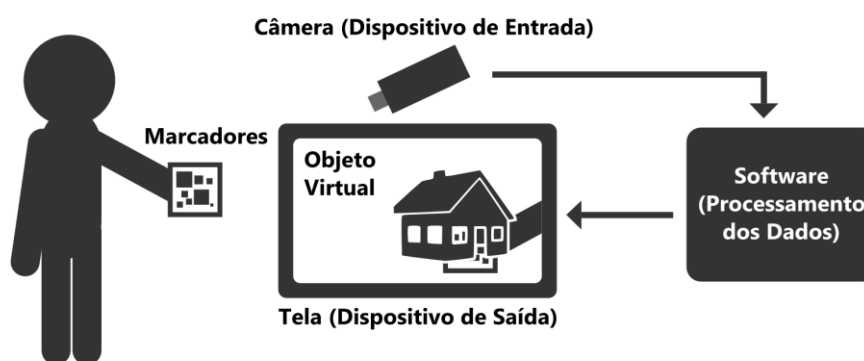 Câmera (Dispositivo de Entrada)
Marcadores
Objeto
Virtual
Software
(Processamento
dos Dados)
Tela (Dispositivo de Saída)